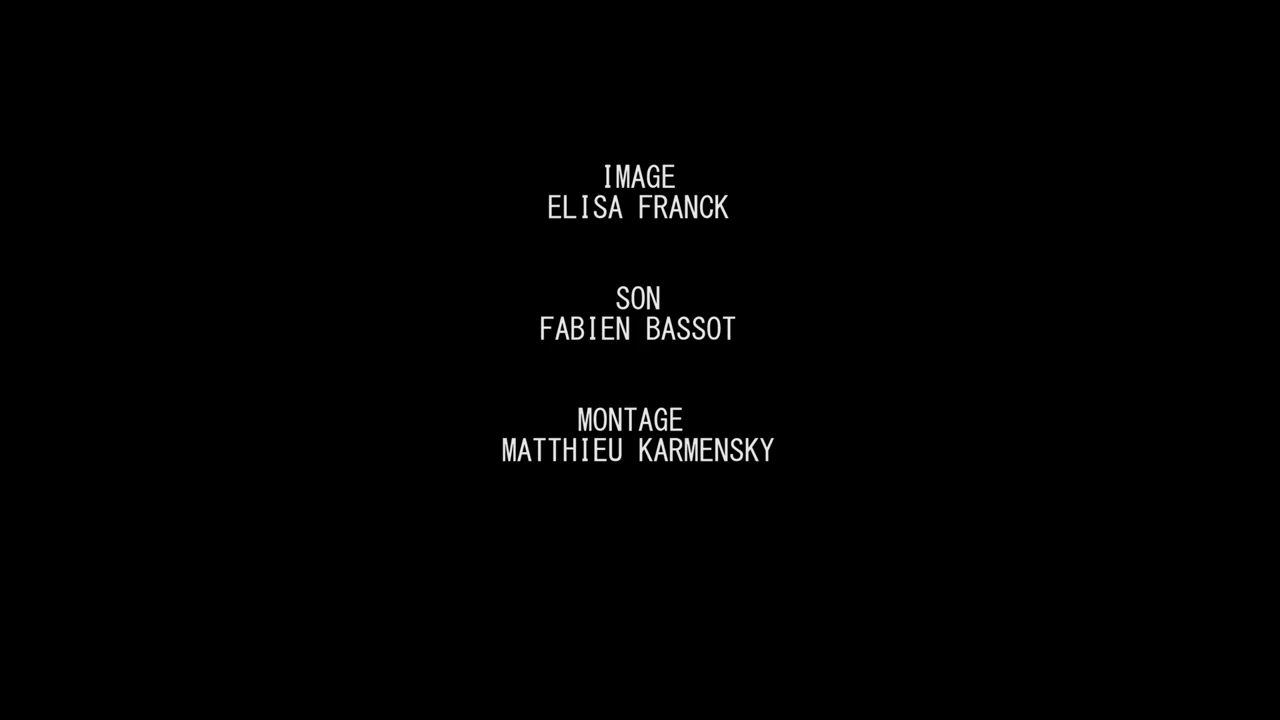 IMAGE
ELISA FRANCK
SON
FABIEN BASSOT
MONTAGE
MATTHIEU KARMENSKY